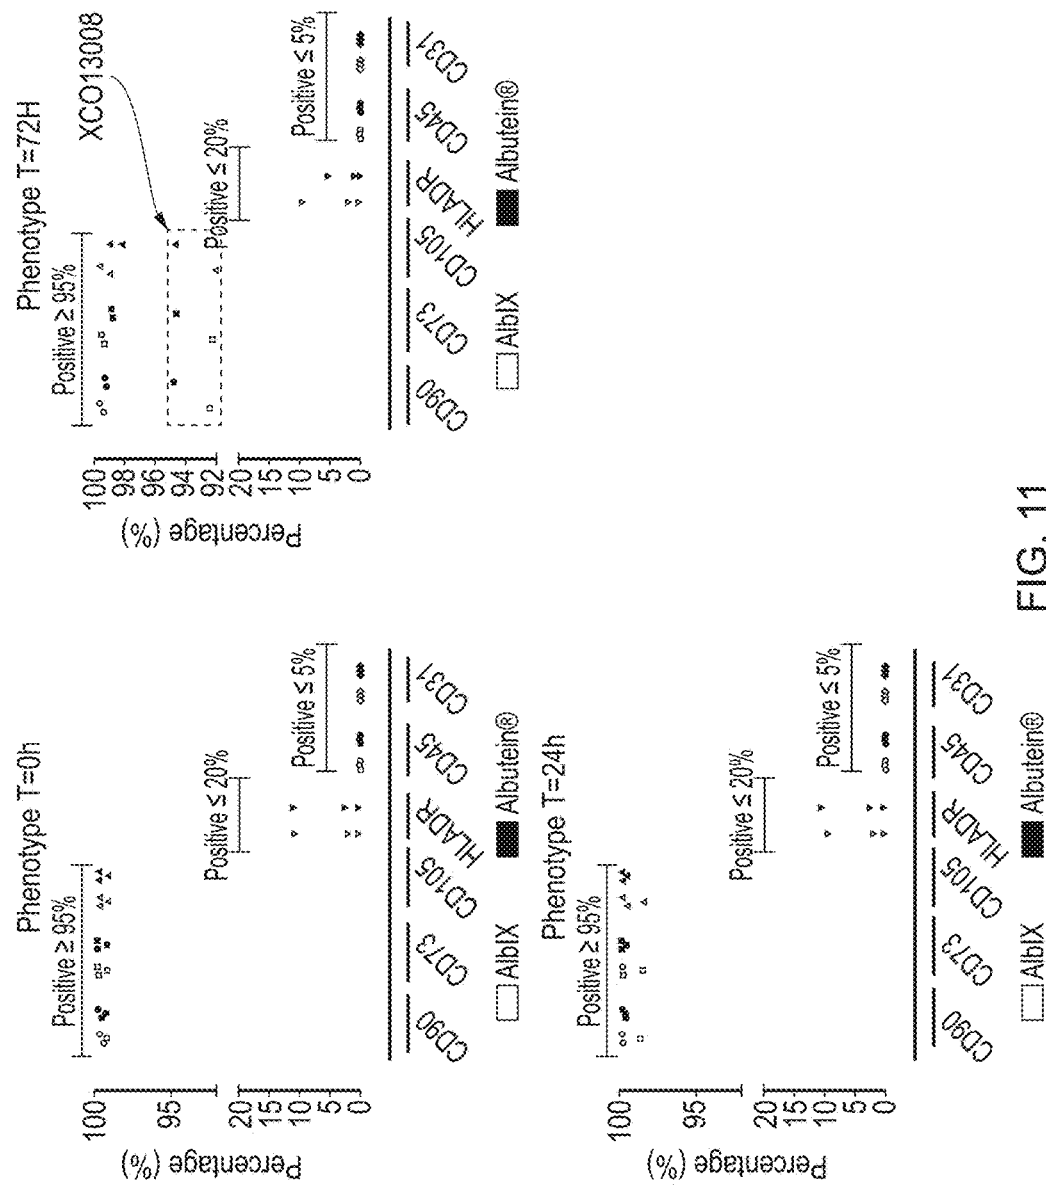 Phenotype T=0h
Percentage (%)
100
95
20
15
10
5
0
Positive ≥ 95%
Positive ≤ 20%
Positive ≤ 5%
CD90
CD73
CD105
HLADR
CD45
CD31
AlbIX
Albutein®
Phenotype T=72H
Percentage (%)
100
98
96
94
92
20
15
10
5
0
Positive ≥ 95%
XCO13008
Positive ≤ 20%
Positive ≤ 5%
CD90
CD73
CD105
HLADR
CD45
CD31
AlbIX
Albutein®
Phenotype T=24h
Percentage (%)
100
95
20
15
10
5
0
Positive ≥ 95%
Positive ≤ 20%
Positive ≤ 5%
CD90
CD73
CD105
HLADR
CD45
CD31
AlbIX
Albutein®
FIG. 11